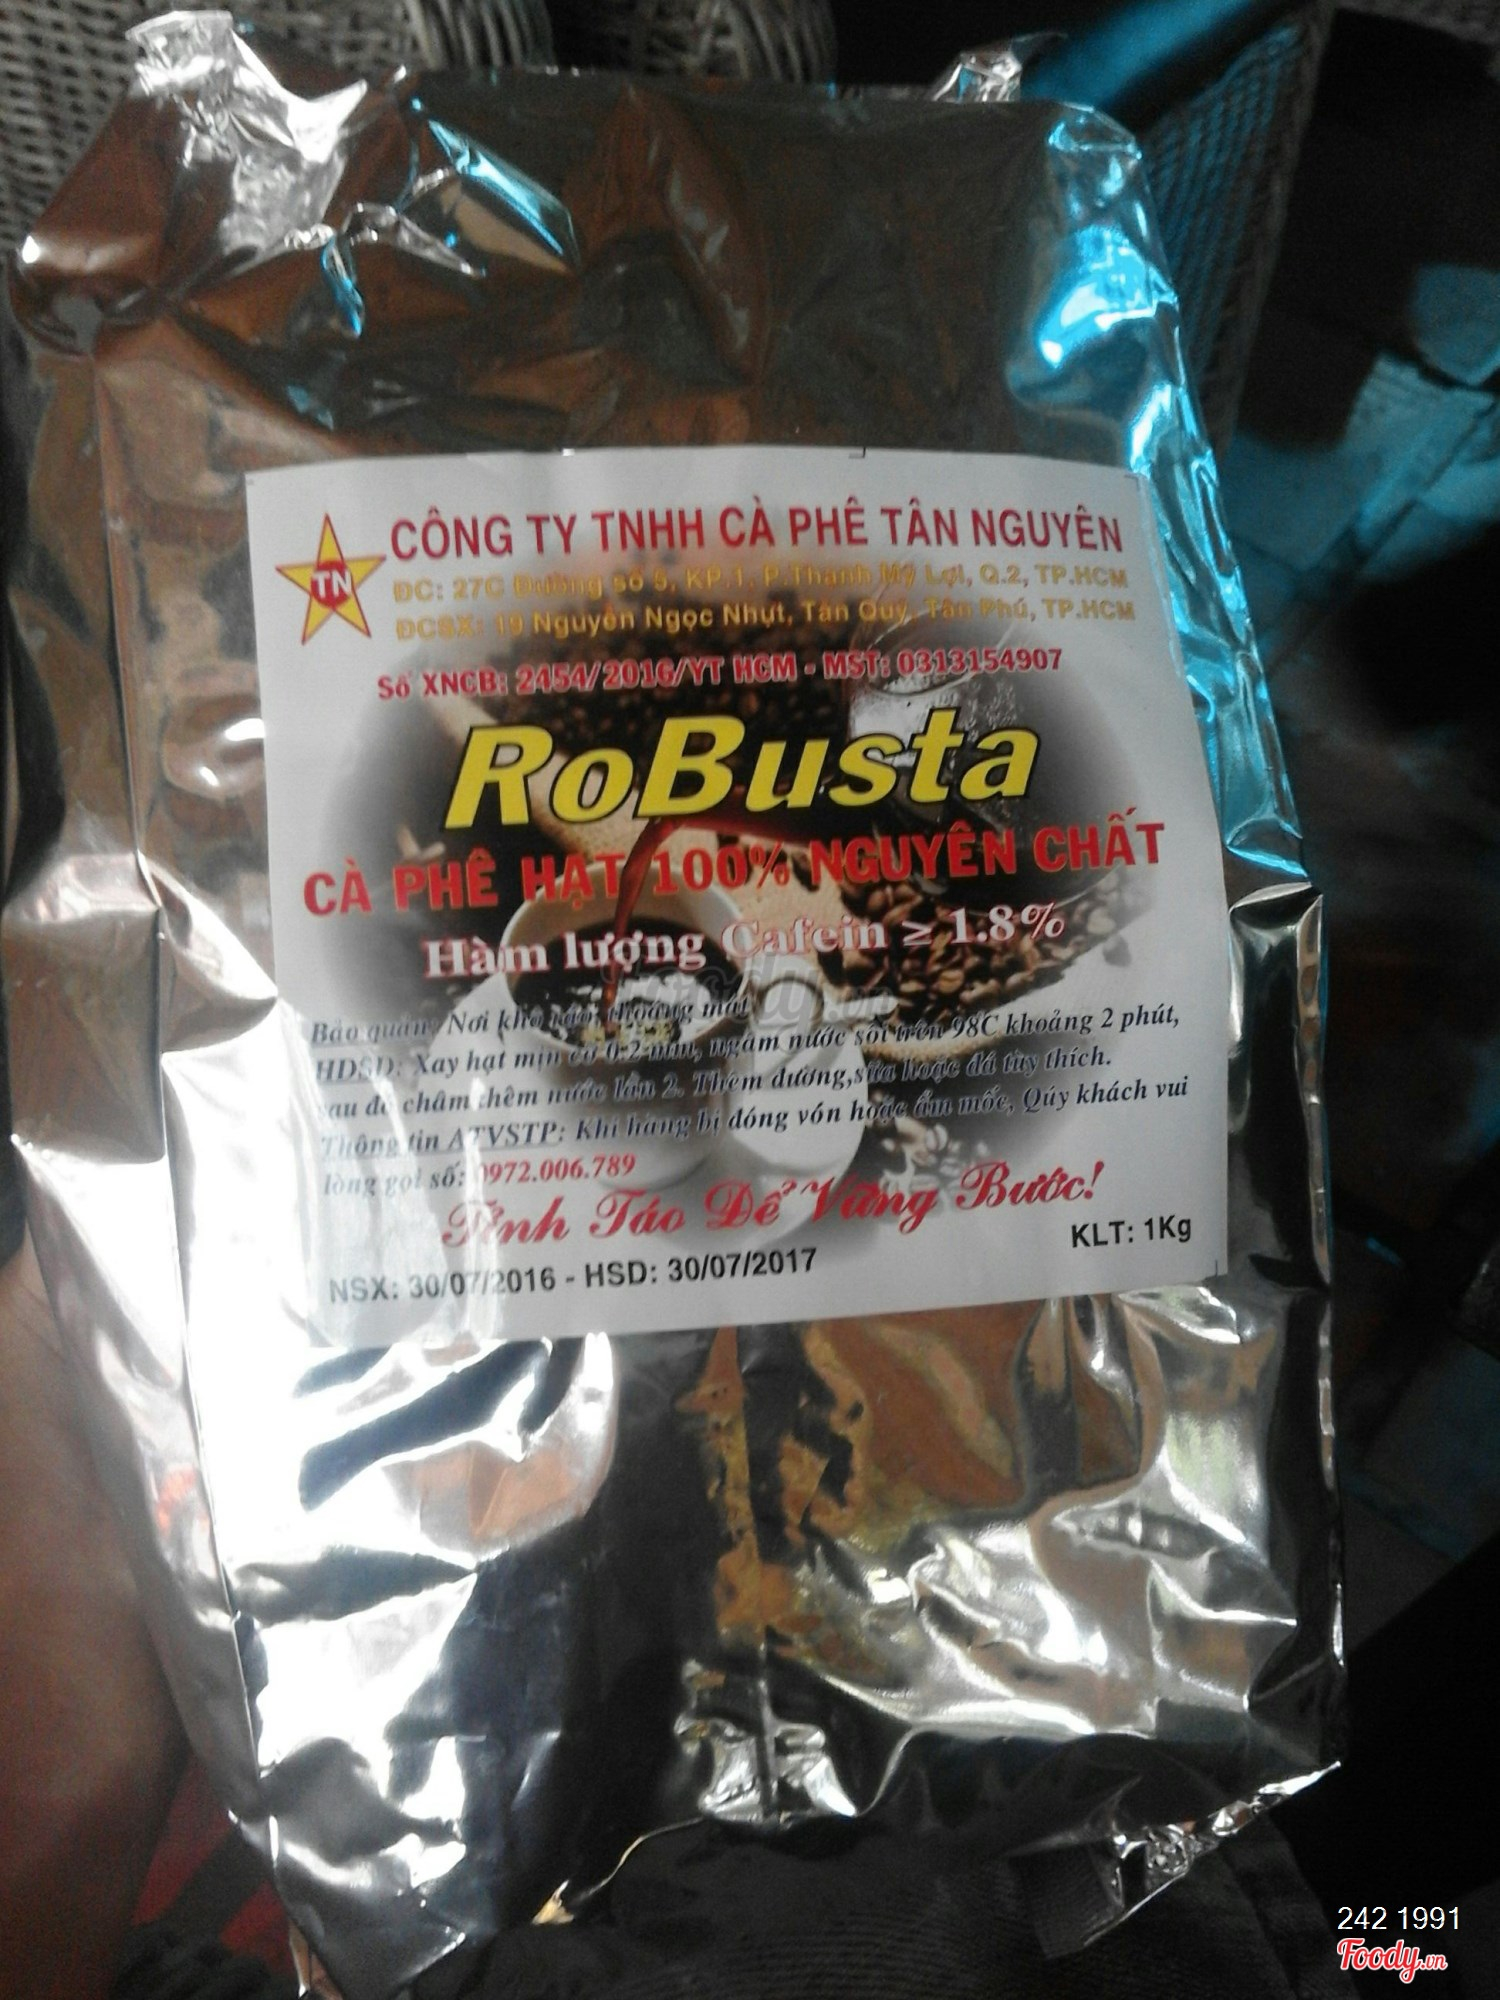 CÔNG TY TNHH CÀ PHÊ TÂN NGUYÊN
TN
ĐC: 27C Đường số 5, KP.1, P.Thạnh Mỹ Lợi, Q.2, TP.HCM
ĐCSX: 19 Nguyễn Ngọc Nhựt, Tân Quý, Tân Phú, TP.HCM
Số XNCB: 2454/2016/YT HCM - MST: 0313154907
RoBusta
CÀ PHÊ HẠT 100% NGUYÊN CHẤT
Hàm lượng Cafein ≥ 1.8%
Bảo quản: Nơi khô ráo, thoáng mát
HDSD: Xay hạt mịn cỡ 0.2 mm, ngâm nước sôi trên 98C khoảng 2 phút,
sau đó châm thêm nước lần 2. Thêm đường,sữa hoặc đá tùy thích.
Thông tin ATVSTP: Khi hàng bị đóng vón hoặc ẩm mốc, Qúy khách vui
lòng gọi số: 0972.006.789
Tỉnh Táo Để Vững Bước!
KLT: 1Kg
NSX: 30/07/2016 - HSD: 30/07/2017
foody.vn
242 1991
Foody.vn